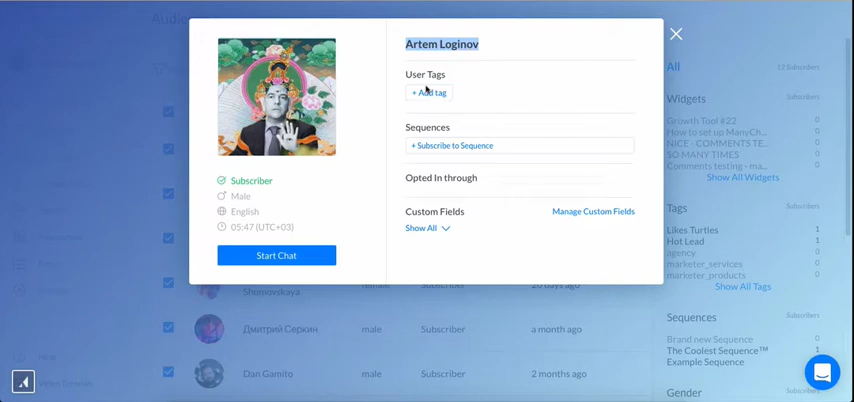 Audio
Artem Loginov
User Tags
+ Add tag
Sequences
+ Subscribe to Sequence
Opted In through
Custom Fields
Manage Custom Fields
Show All
Subscriber
Male
English
05:47 (UTC+03)
Start Chat
Shomovskaya
female
Subscriber
20 days ago
Дмитрий Серкин
male
Subscriber
a month ago
Dan Gamito
male
Subscriber
2 months ago
All
12 Subscribers
Widgets
Subscribers
Growth Tool #22
0
How to set up ManyCh...
0
NICE - COMMENTS TE...
0
SO MANY TIMES
0
Comments testing - ma...
0
Show All Widgets
Tags
Subscribers
Likes Turtles
1
Hot Lead
1
agency
0
marketer_services
0
marketer_products
0
Show All Tags
Sequences
Subscribers
Brand new Sequence
0
The Coolest Sequence™
1
Example Sequence
Gender
Subscribers
Help
Video Tutorials